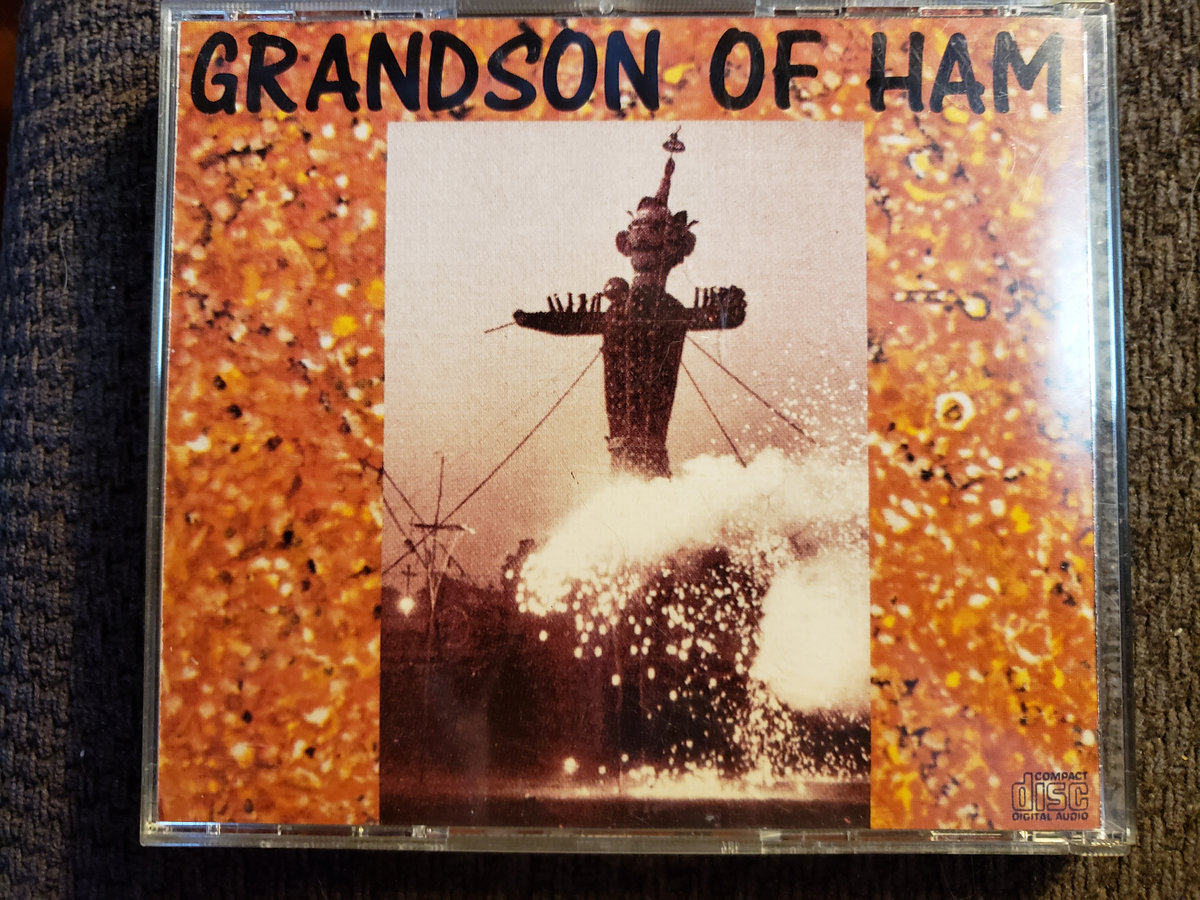 GRANDSON OF HAM
COMPACT
disc
DIGITAL AUDIO